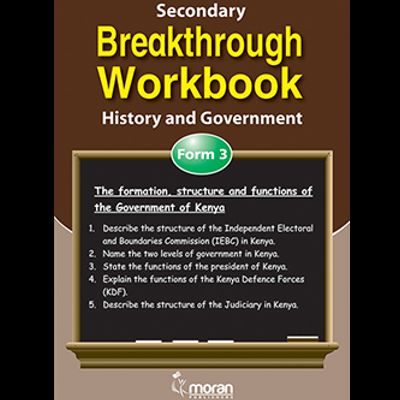 Secondary
Breakthrough
Workbook
History and Government
Form 3
The formation, structure and functions of
the Government of Kenya
1. Describe the structure of the Independent Electoral
and Boundaries Commission (IEBC) in Kenya.
2. Name the two levels of government in Kenya.
3. State the functions of the president of Kenya.
4. Explain the functions of the Kenya Defence Forces
(KDF).
5. Describe the structure of the Judiciary in Kenya.
moran
PUBLISHERS